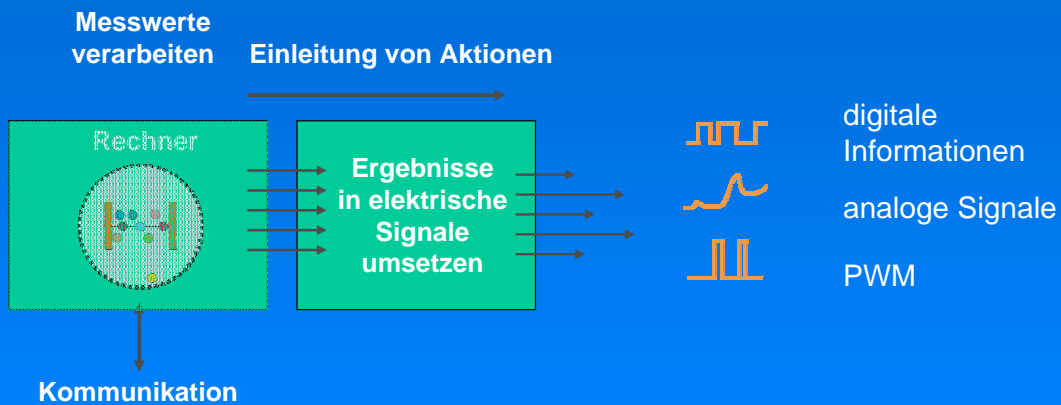 Messwerte
verarbeiten
Einleitung von Aktionen
Rechner
Ergebnisse
in elektrische
Signale
umsetzen
digitale
Informationen
analoge Signale
PWM
Kommunikation